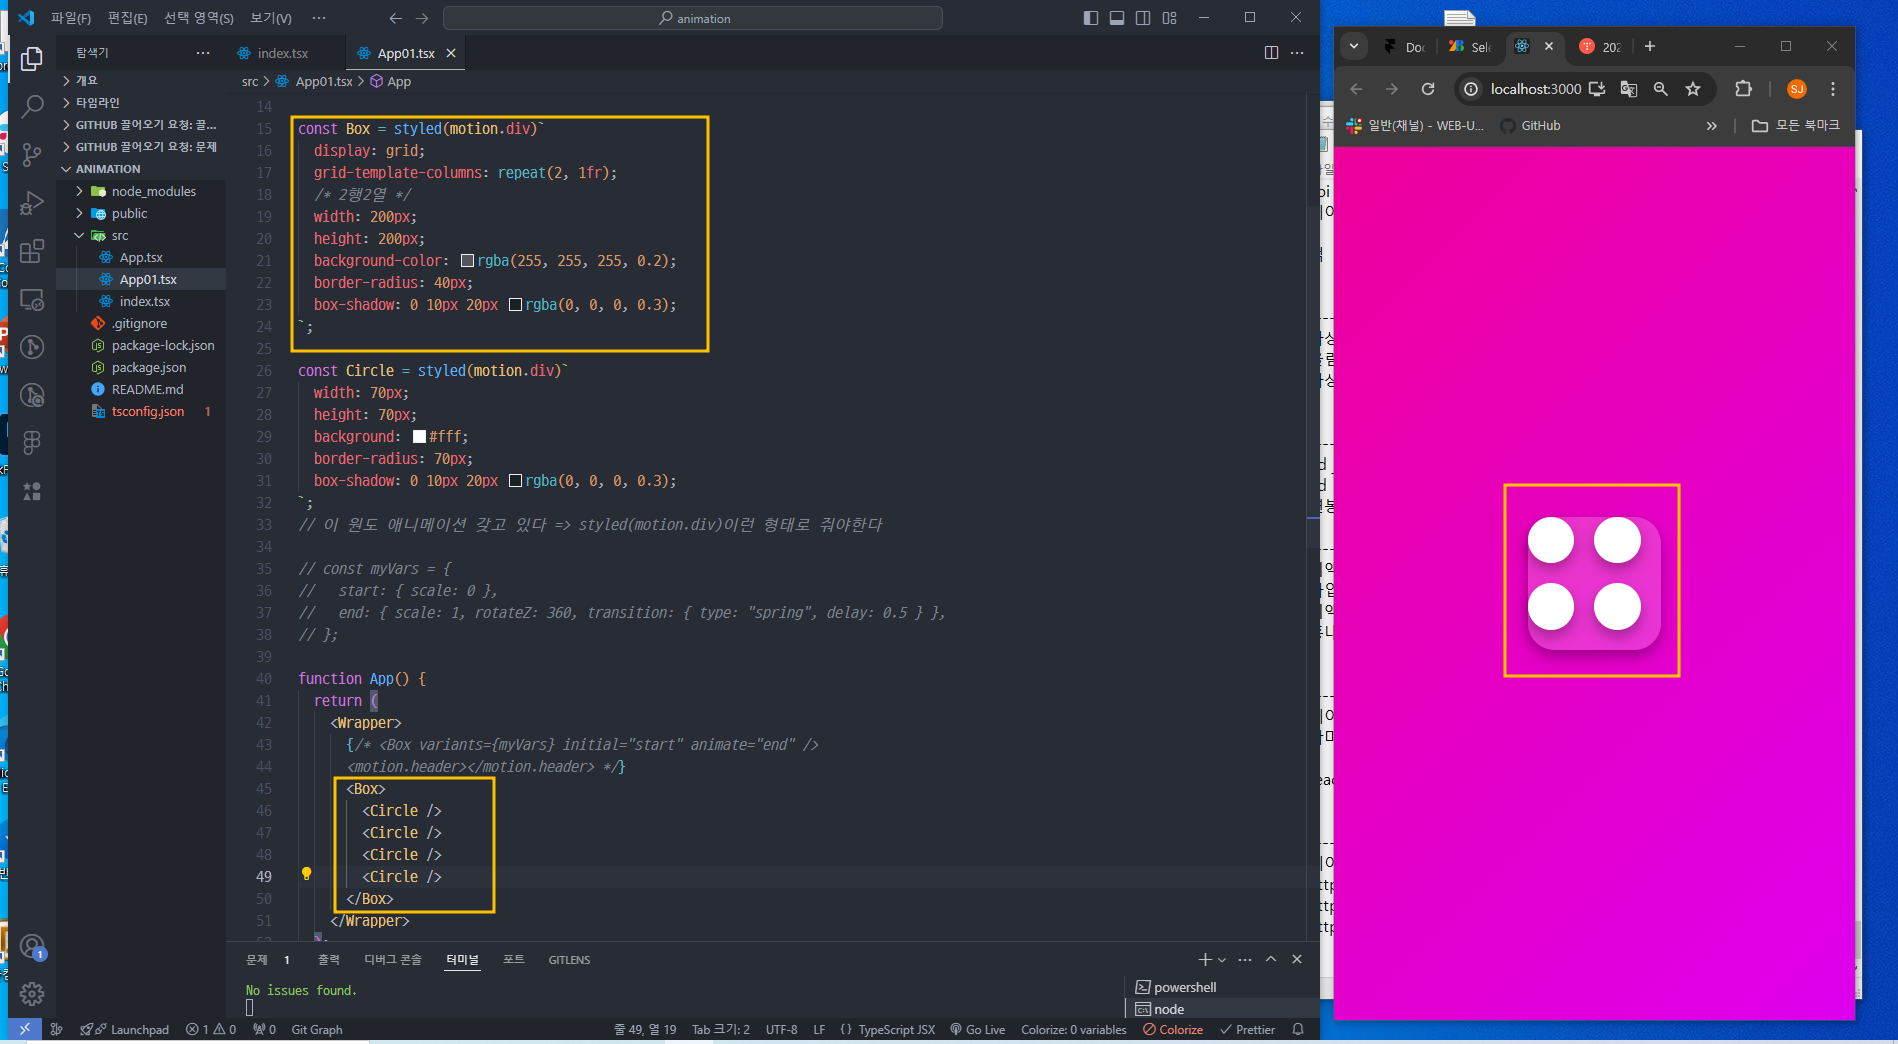 파일(F) 편집(E) 선택 영역(S) 보기(V) ··· animation
탐색기 ···
개요
타임라인
GITHUB 끌어오기 요청: 끌...
GITHUB 끌어오기 요청: 문제
ANIMATION
node_modules
public
src
App.tsx
App01.tsx
index.tsx
.gitignore
package-lock.json
package.json
README.md
tsconfig.json 1
index.tsx App01.tsx
src > App01.tsx > App
14
15 const Box = styled(motion.div)`
16 display: grid;
17 grid-template-columns: repeat(2, 1fr);
18 /* 2행2열 */
19 width: 200px;
20 height: 200px;
21 background-color: rgba(255, 255, 255, 0.2);
22 border-radius: 40px;
23 box-shadow: 0 10px 20px rgba(0, 0, 0, 0.3);
24 `;
25
26 const Circle = styled(motion.div)`
27 width: 70px;
28 height: 70px;
29 background: #fff;
30 border-radius: 70px;
31 box-shadow: 0 10px 20px rgba(0, 0, 0, 0.3);
32 `;
33 // 이 원도 애니메이션 갖고 있다 => styled(motion.div)이런 형태로 줘야한다
34
35 // const myVars = {
36 // start: { scale: 0 },
37 // end: { scale: 1, rotateZ: 360, transition: { type: "spring", delay: 0.5 } },
38 // };
39
40 function App() {
41 return (
42 <Wrapper>
43 {/* <Box variants={myVars} initial="start" animate="end" />
44 <motion.header></motion.header> */}
45 <Box>
46 <Circle />
47 <Circle />
48 <Circle />
49 <Circle />
50 </Box>
51 </Wrapper>
문제 1 출력 디버그 콘솔 터미널 포트 GITLENS
No issues found.
powershell
node
1
Launchpad 1 0 0 Git Graph 줄 49, 열 19 Tab 크기: 2 UTF-8 LF {} TypeScript JSX Go Live Colorize: 0 variables Colorize Prettier
Do Sel 202
localhost:3000 SJ
일반(채널) - WEB-U... GitHub 모든 북마크